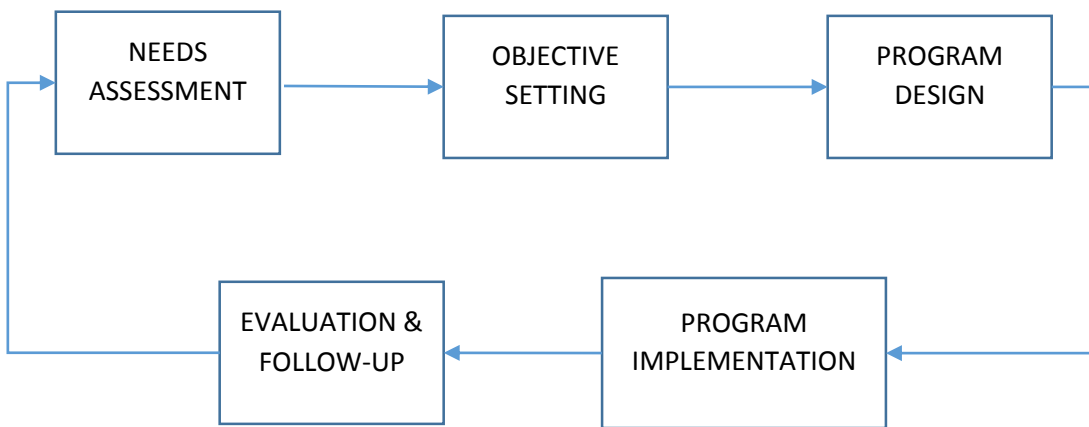 NEEDS
ASSESSMENT
OBJECTIVE
SETTING
PROGRAM
DESIGN
EVALUATION &
FOLLOW-UP
PROGRAM
IMPLEMENTATION